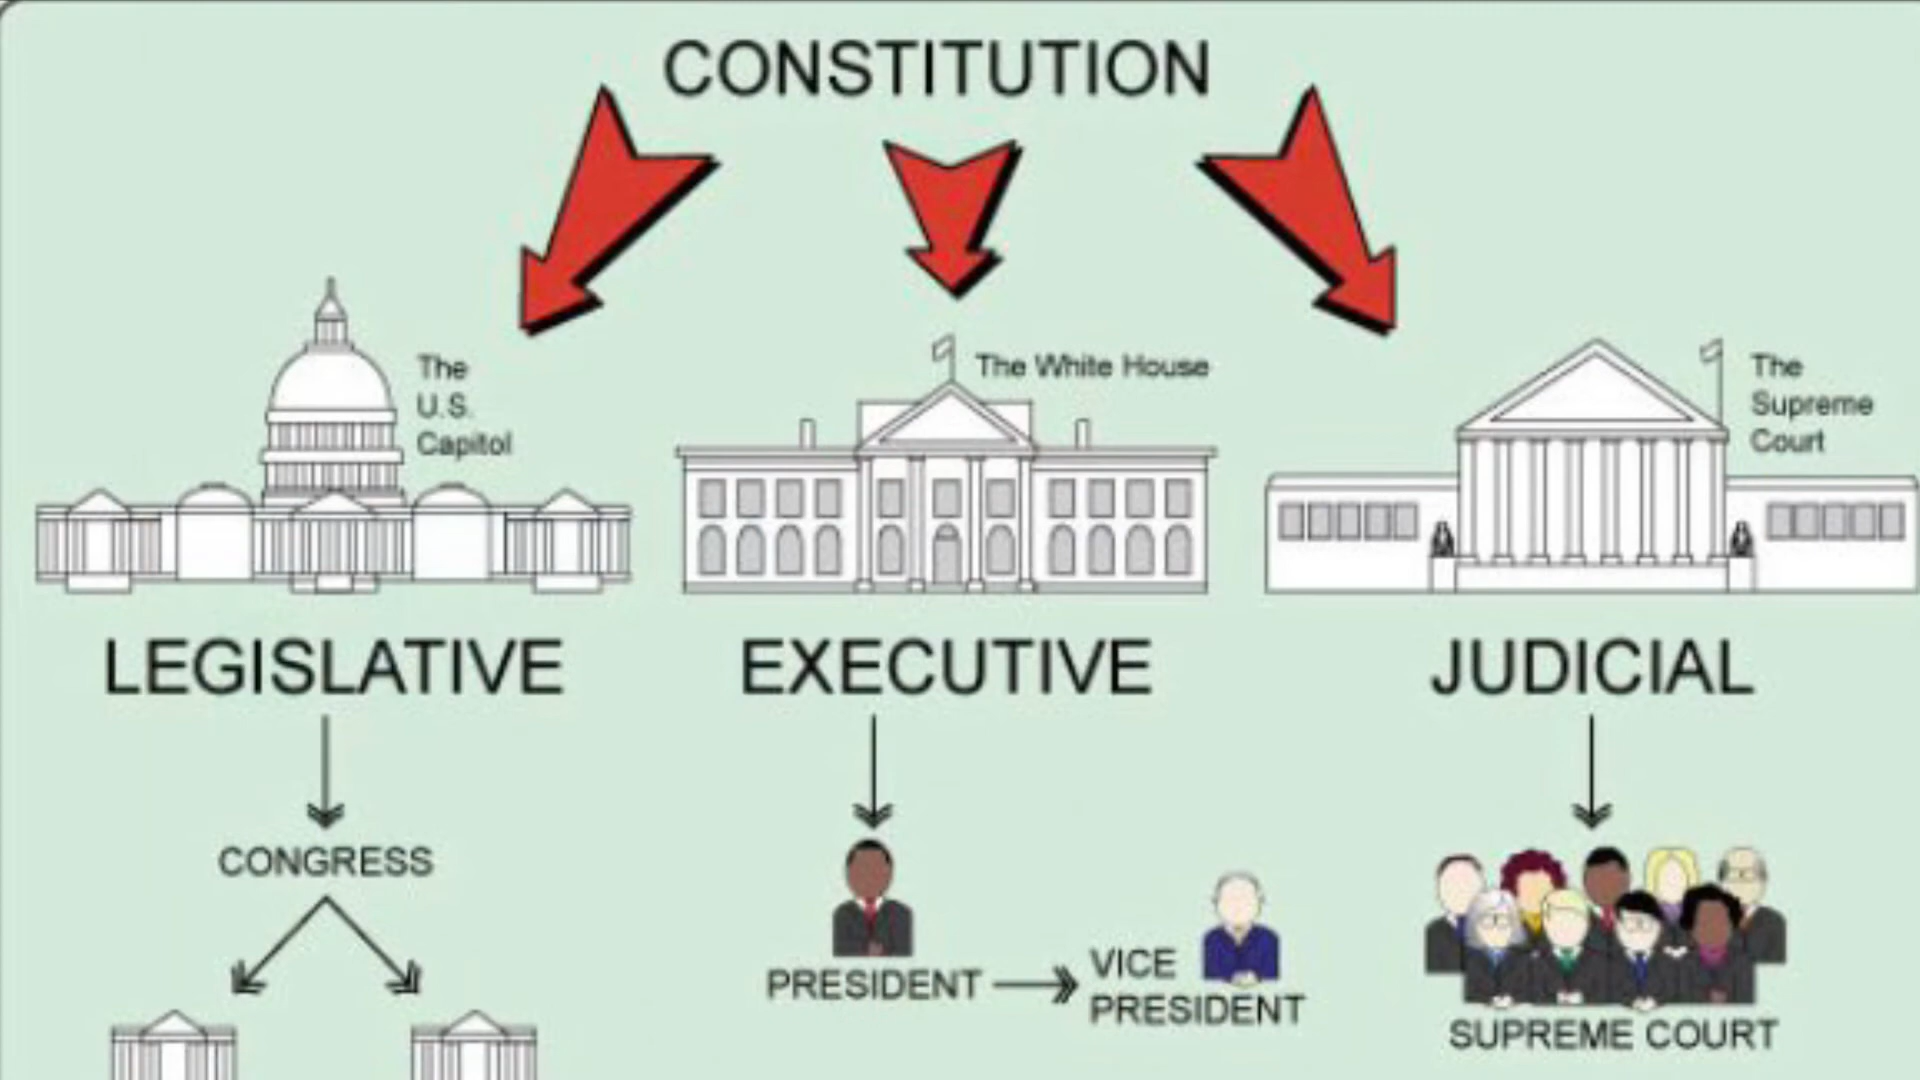 CONSTITUTION
The
U.S.
Capitol
The White House
The
Supreme
Court
LEGISLATIVE
EXECUTIVE
JUDICIAL
CONGRESS
PRESIDENT
VICE
PRESIDENT
SUPREME COURT